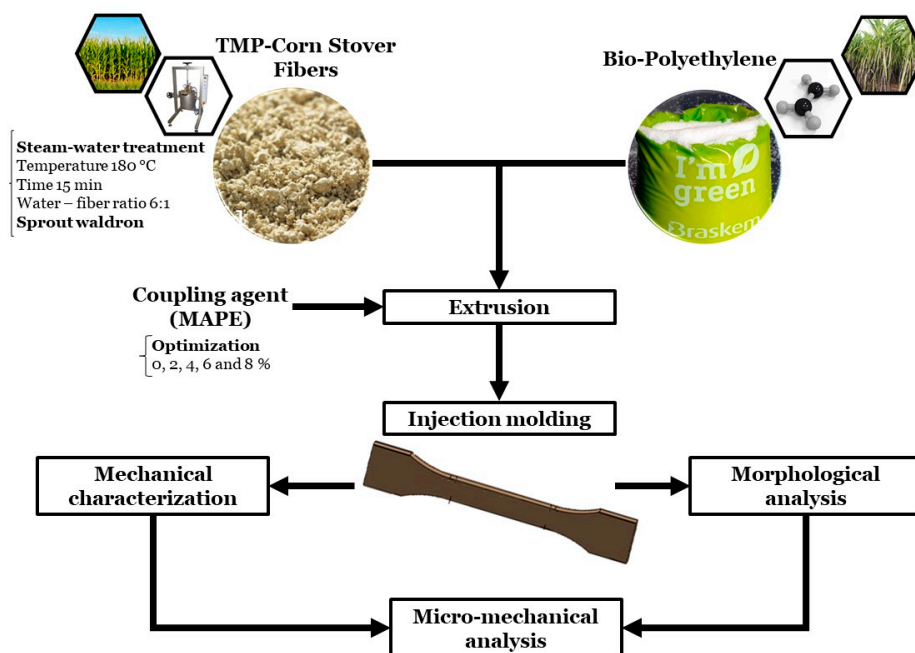 TMP-Corn Stover
Fibers
Bio-Polyethylene
Steam-water treatment
Temperature 180 °C
Time 15 min
Water – fiber ratio 6:1
Sprout waldron
I'm
green
Braskem
Coupling agent
(MAPE)
Optimization
0, 2, 4, 6 and 8 %
Extrusion
Injection molding
Mechanical
characterization
Morphological
analysis
Micro-mechanical
analysis